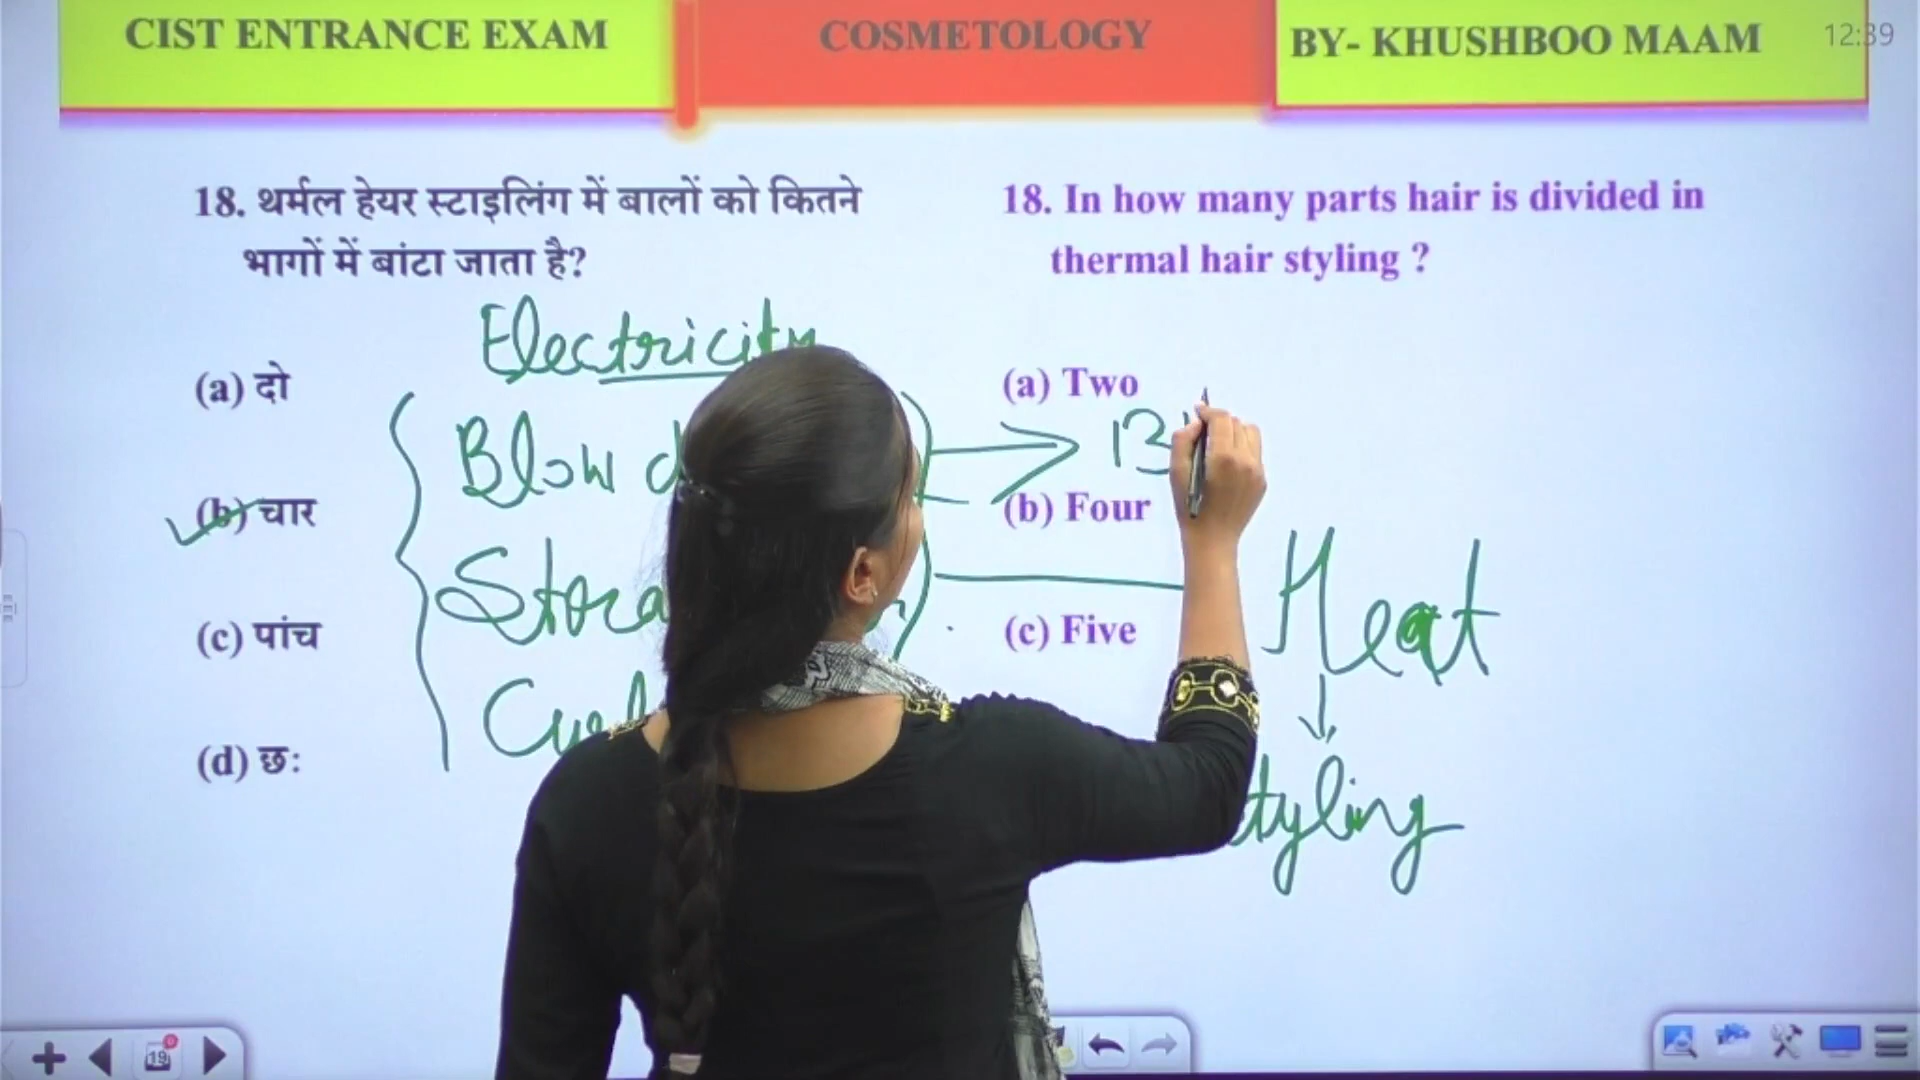 CIST ENTRANCE EXAM
COSMETOLOGY
BY- KHUSHBOO MAAM
12:39
18. थर्मल हेयर स्टाइलिंग में बालों को कितने
भागों में बांटा जाता है?
(a) दो
(b) चार
(c) पांच
(d) छः
Electricity
Blow
18. In how many parts hair is divided in
thermal hair styling ?
(a) Two
(b) Four
(c) Five
Heat
19